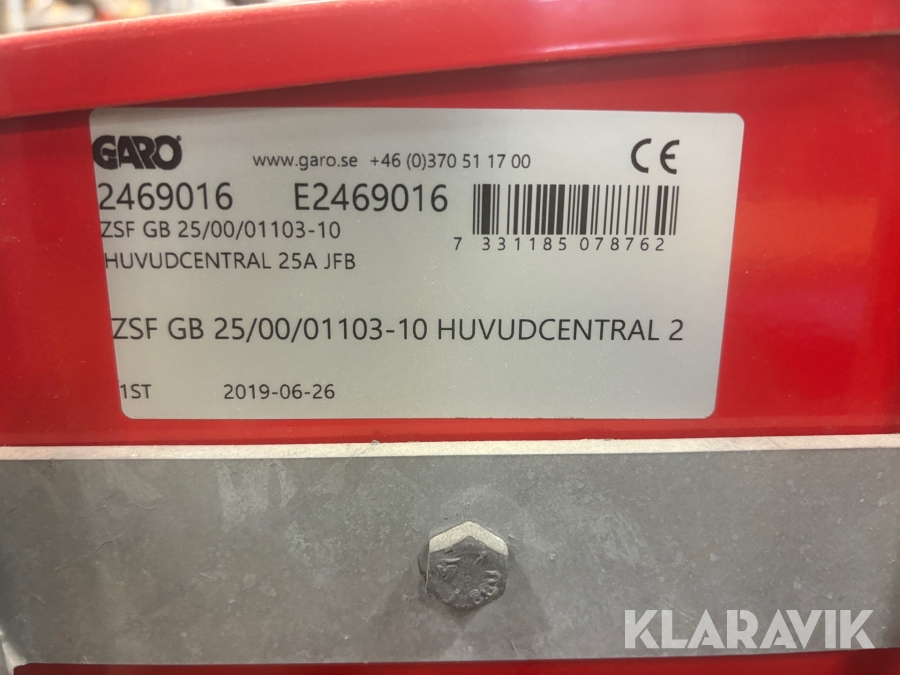 GARO www.garo.se +46 (0)370 51 17 00 CE
2469016 E2469016
ZSF GB 25/00/01103-10
7 331185 078762
HUVUDCENTRAL 25A JFB
ZSF GB 25/00/01103-10 HUVUDCENTRAL 2
1ST 2019-06-26
KLARAVIK